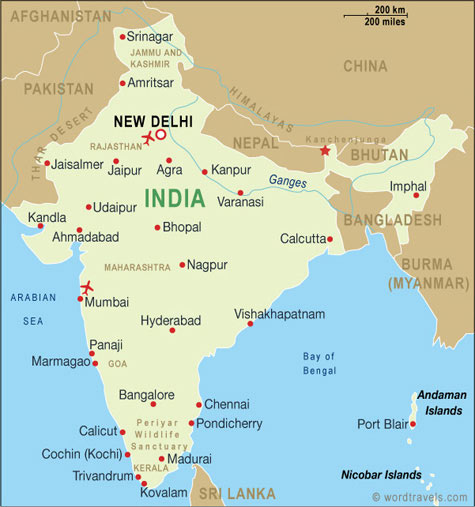 200 km
200 miles
AFGHANISTAN
Srinagar
JAMMU AND
KASHMIR
CHINA
PAKISTAN
Amritsar
HIMALAYAS
NEW DELHI
THAR DESERT
RAJASTHAN
NEPAL
Kanchenjunga
BHUTAN
Jaisalmer
Jaipur
Agra
Kanpur
Ganges
Imphal
INDIA
Varanasi
Udaipur
Kandla
BANGLADESH
Ahmadabad
Bhopal
Calcutta
BURMA
(MYANMAR)
MAHARASHTRA
Nagpur
ARABIAN
SEA
Mumbai
Hyderabad
Vishakhapatnam
Panaji
Marmagao
GOA
Bay of
Bengal
Bangalore
Chennai
Andaman
Islands
Calicut
Periyar
Wildlife
Sanctuary
Pondicherry
Port Blair
Cochin (Kochi)
KERALA
Madurai
Trivandrum
Kovalam
Nicobar Islands
SRI LANKA
© wordtravels.com